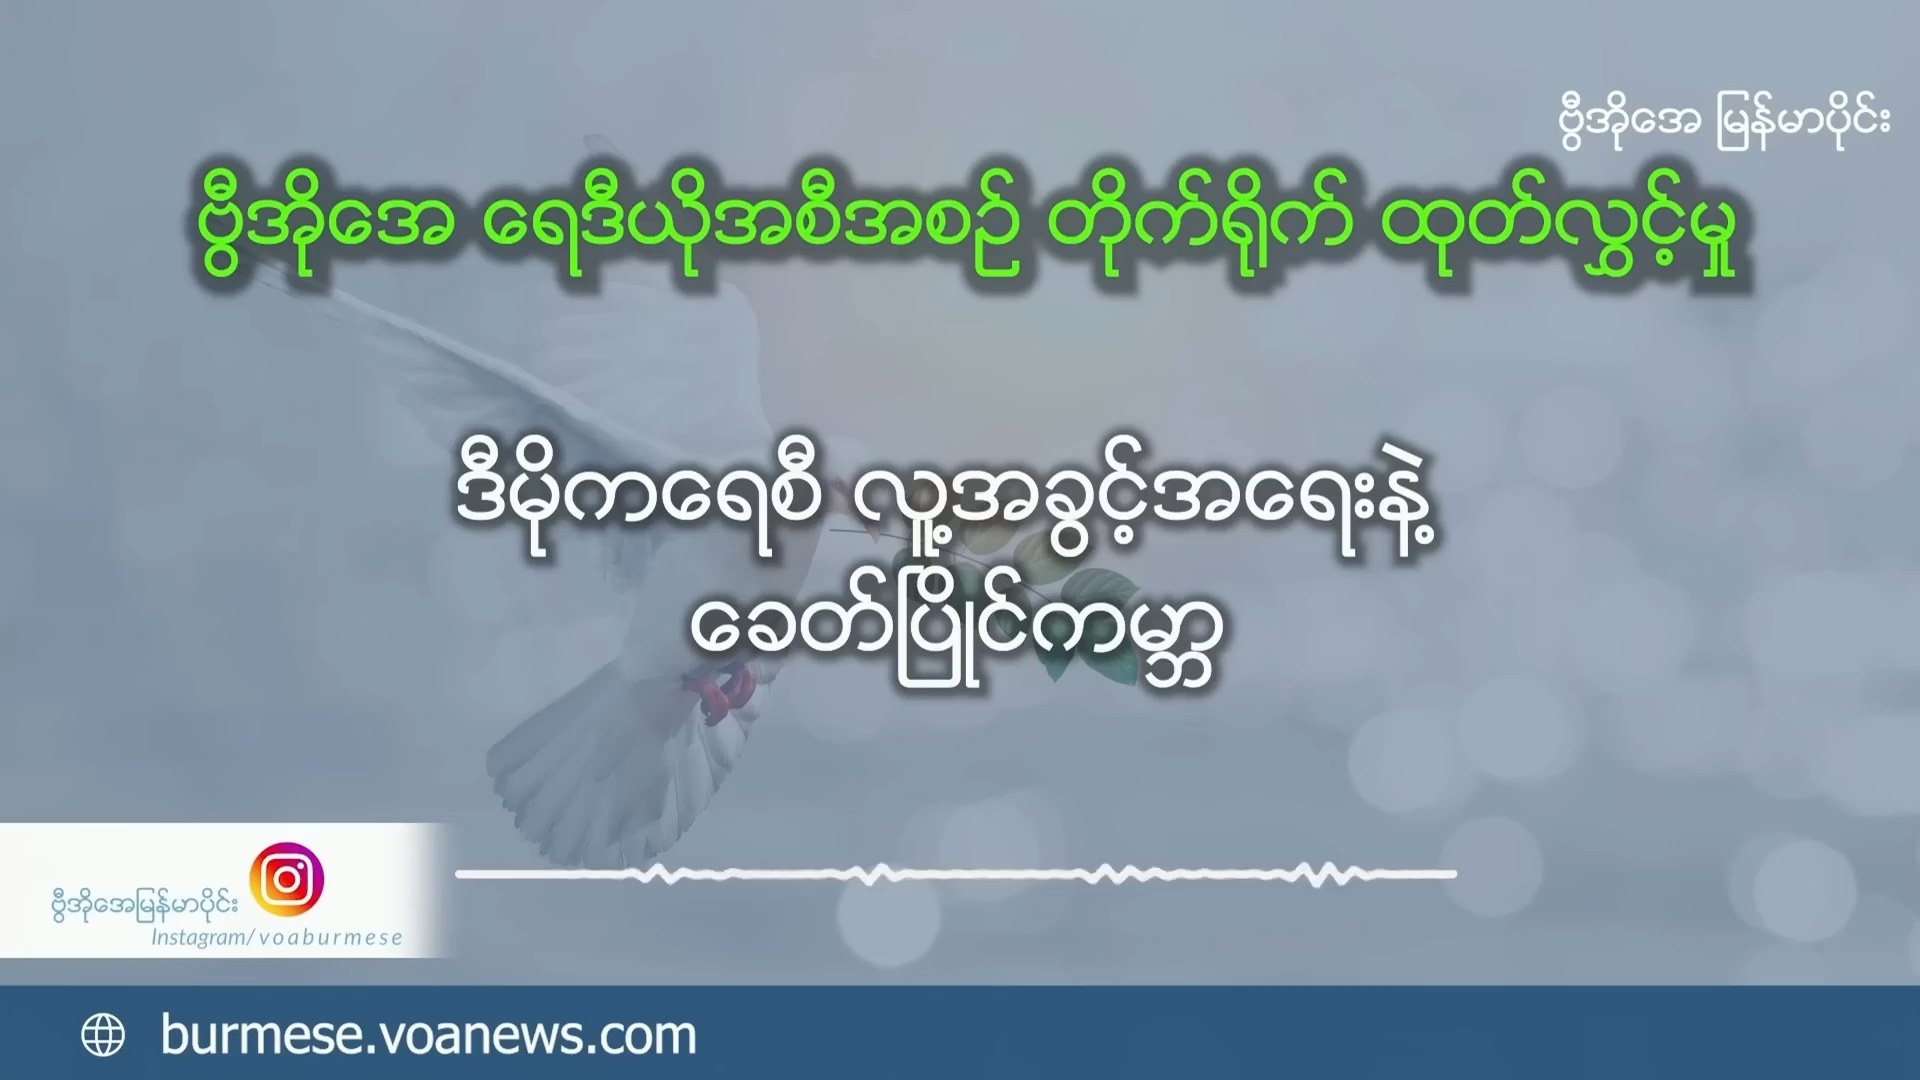 ဗွီအိုအေ မြန်မာပိုင်း
ဗွီအိုအေ ရေဒီယိုအစီအစဉ် တိုက်ရိုက် ထုတ်လွှင့်မှု
ဒီမိုကရေစီ လူ့အခွင့်အရေးနဲ့
ခေတ်ပြိုင်ကမ္ဘာ
ဗွီအိုအေမြန်မာပိုင်း
Instagram/voaburmese
burmese.voanews.com